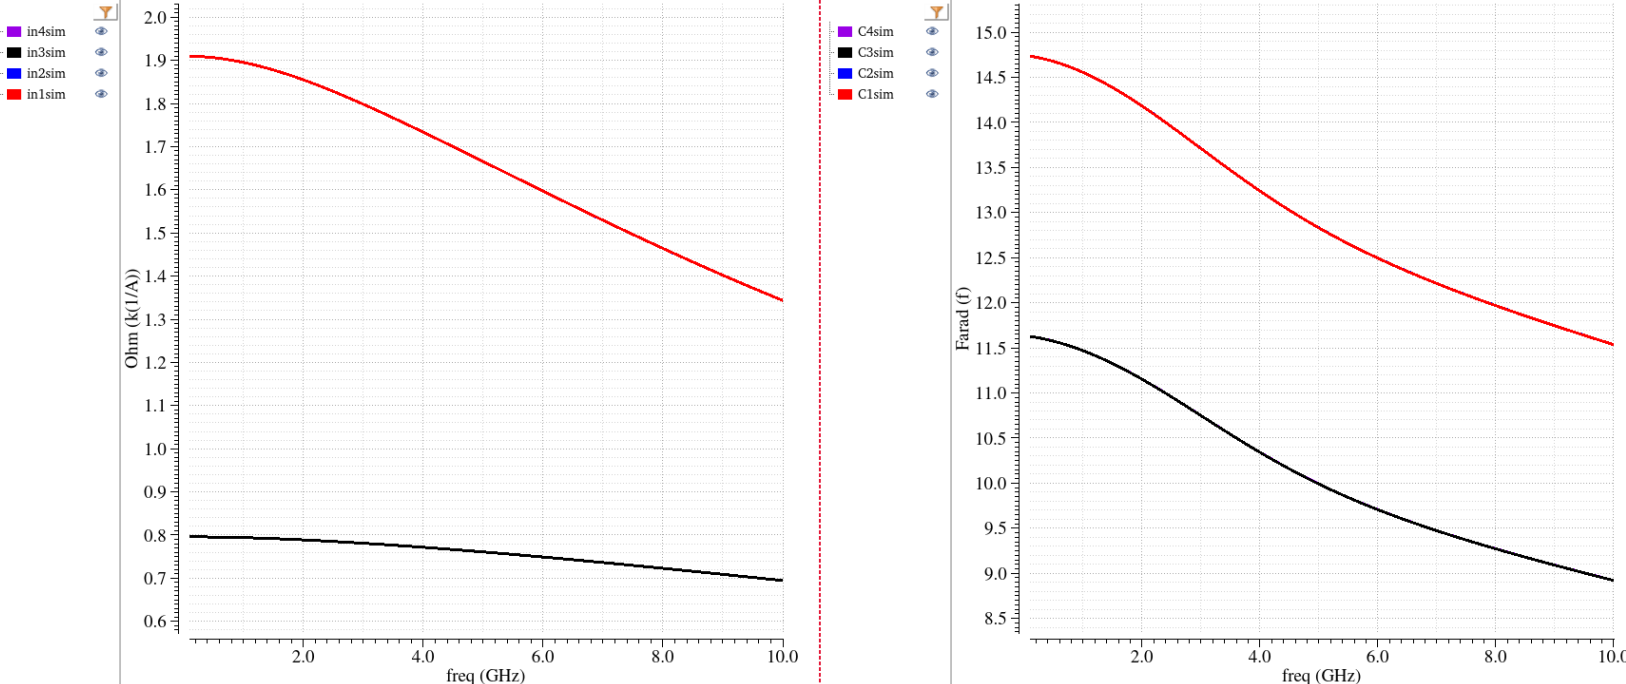 in4sim
in3sim
in2sim
in1sim
Ohm (k(1/A))
2.0
1.9
1.8
1.7
1.6
1.5
1.4
1.3
1.2
1.1
1.0
0.9
0.8
0.7
0.6
2.0 4.0 6.0 8.0 10.0
freq (GHz)
C4sim
C3sim
C2sim
C1sim
Farad (f)
15.0
14.5
14.0
13.5
13.0
12.5
12.0
11.5
11.0
10.5
10.0
9.5
9.0
8.5
2.0 4.0 6.0 8.0 10.0
freq (GHz)